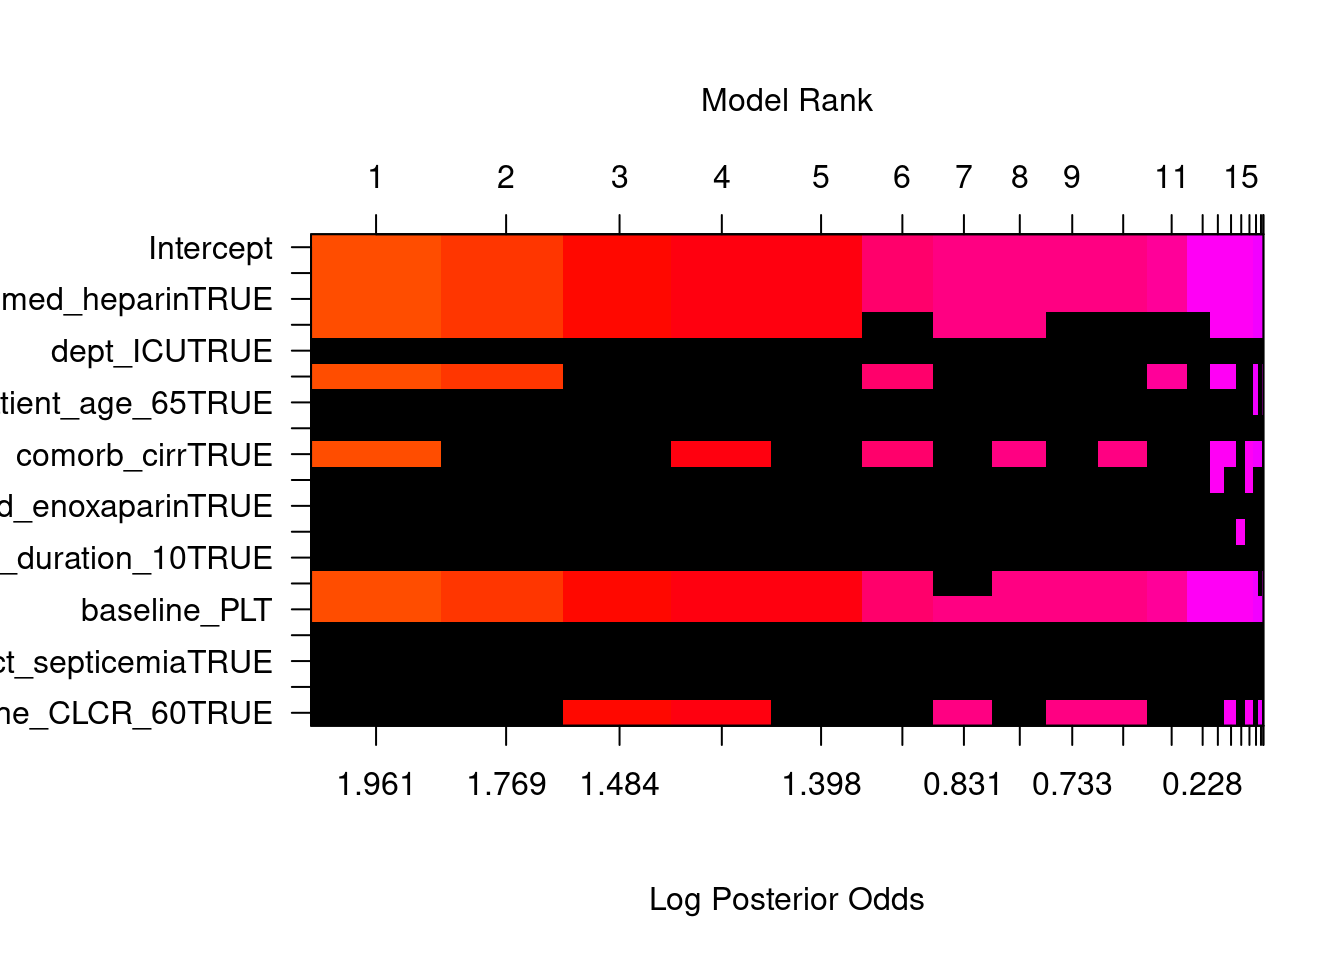 Model Rank
1 2 3 4 5 6 7 8 9 11 15
Intercept
med_heparinTRUE
dept_ICUTRUE
tient_age_65TRUE
comorb_cirrTRUE
d_enoxaparinTRUE
_duration_10TRUE
baseline_PLT
ct_septicemiaTRUE
ne_CLCR_60TRUE
1.961 1.769 1.484 1.398 0.831 0.733 0.228
Log Posterior Odds